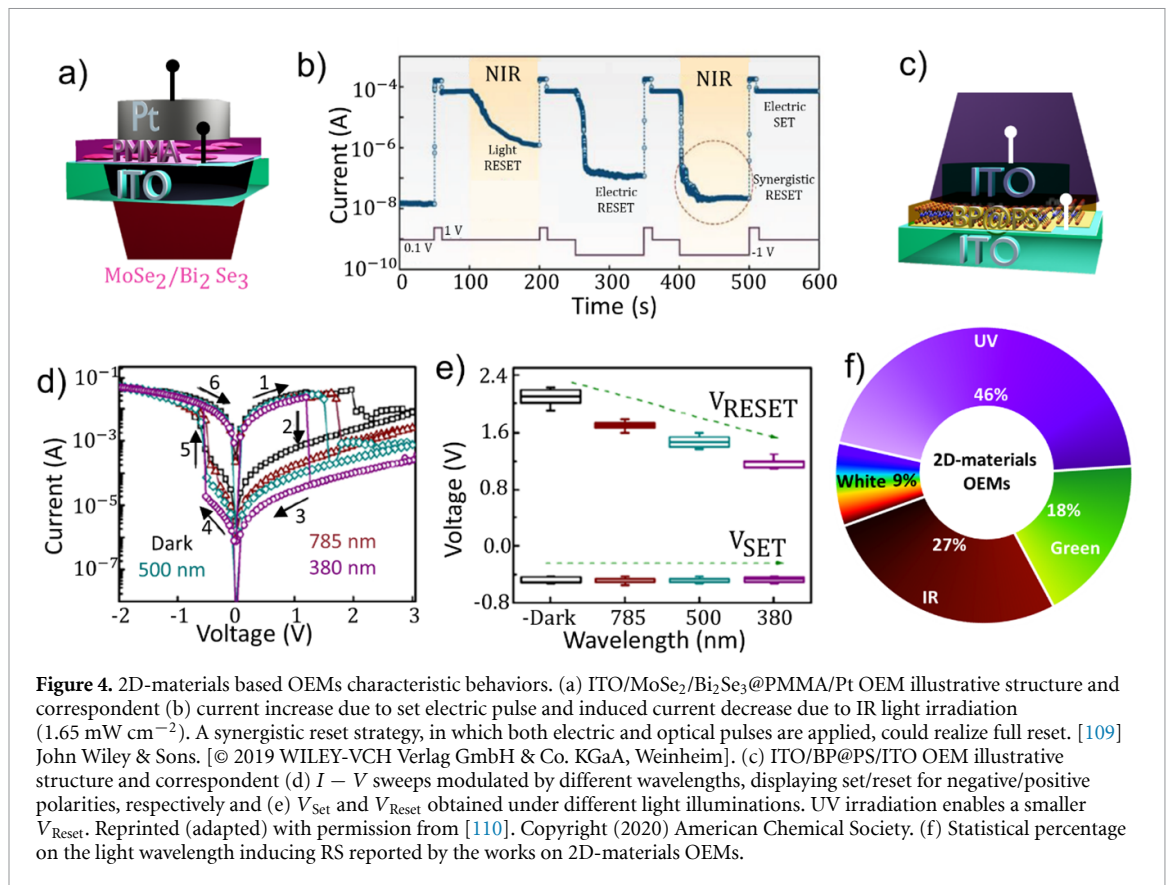 a)
Pt
PMMA
ITO
MoSe2/Bi2 Se3
b)
NIR
NIR
Current (A)
10−4
10−6
10−8
10−10
Light
RESET
Electric
RESET
Electric
SET
Synergistic
RESET
0.1 V
1 V
-1 V
0 100 200 300 400 500 600
Time (s)
c)
ITO
BP@PS
ITO
d)
Current (A)
10-1
10-3
10-5
10-7
6
1
2
5
4
3
Dark
785 nm
500 nm
380 nm
-2 -1 0 1 2 3
Voltage (V)
e)
Voltage (V)
2.4
1.6
0.8
0.0
-0.8
VRESET
VSET
-Dark 785 500 380
Wavelength (nm)
f)
UV
46%
2D-materials
OEMs
White 9%
18%
Green
27%
IR
Figure 4. 2D-materials based OEMs characteristic behaviors. (a) ITO/MoSe2/Bi2Se3@PMMA/Pt OEM illustrative structure and
correspondent (b) current increase due to set electric pulse and induced current decrease due to IR light irradiation
(1.65 mW cm−2). A synergistic reset strategy, in which both electric and optical pulses are applied, could realize full reset. [109]
John Wiley & Sons. [© 2019 WILEY-VCH Verlag GmbH & Co. KGaA, Weinheim]. (c) ITO/BP@PS/ITO OEM illustrative
structure and correspondent (d) I − V sweeps modulated by different wavelengths, displaying set/reset for negative/positive
polarities, respectively and (e) VSet and VReset obtained under different light illuminations. UV irradiation enables a smaller
VReset. Reprinted (adapted) with permission from [110]. Copyright (2020) American Chemical Society. (f) Statistical percentage
on the light wavelength inducing RS reported by the works on 2D-materials OEMs.